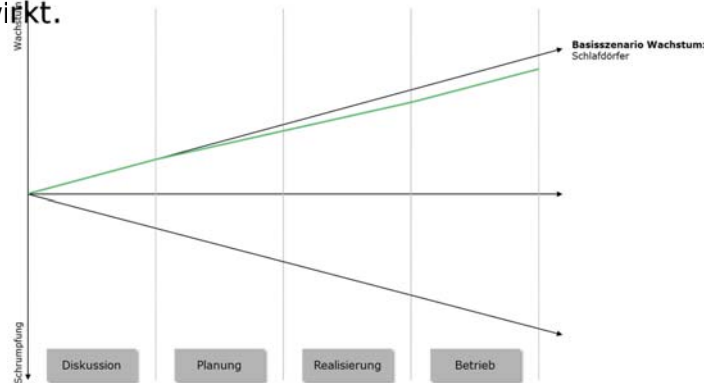 wirkt.
Wachstum
Basisszenario Wachstum:
Schlafdörfer
Schrumpfung
Diskussion
Planung
Realisierung
Betrieb